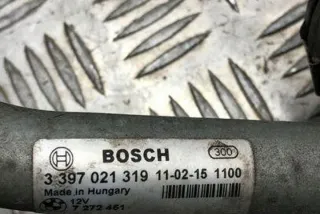 BOSCH
300
3 397 021 319 11-02-15 1100
Made in Hungary
12V
7 272 461